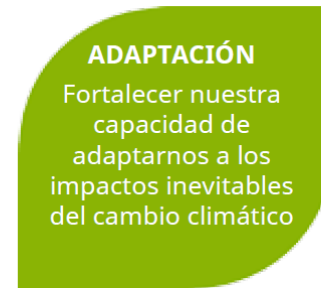 ADAPTACIÓN
Fortalecer nuestra
capacidad de
adaptarnos a los
impactos inevitables
del cambio climático